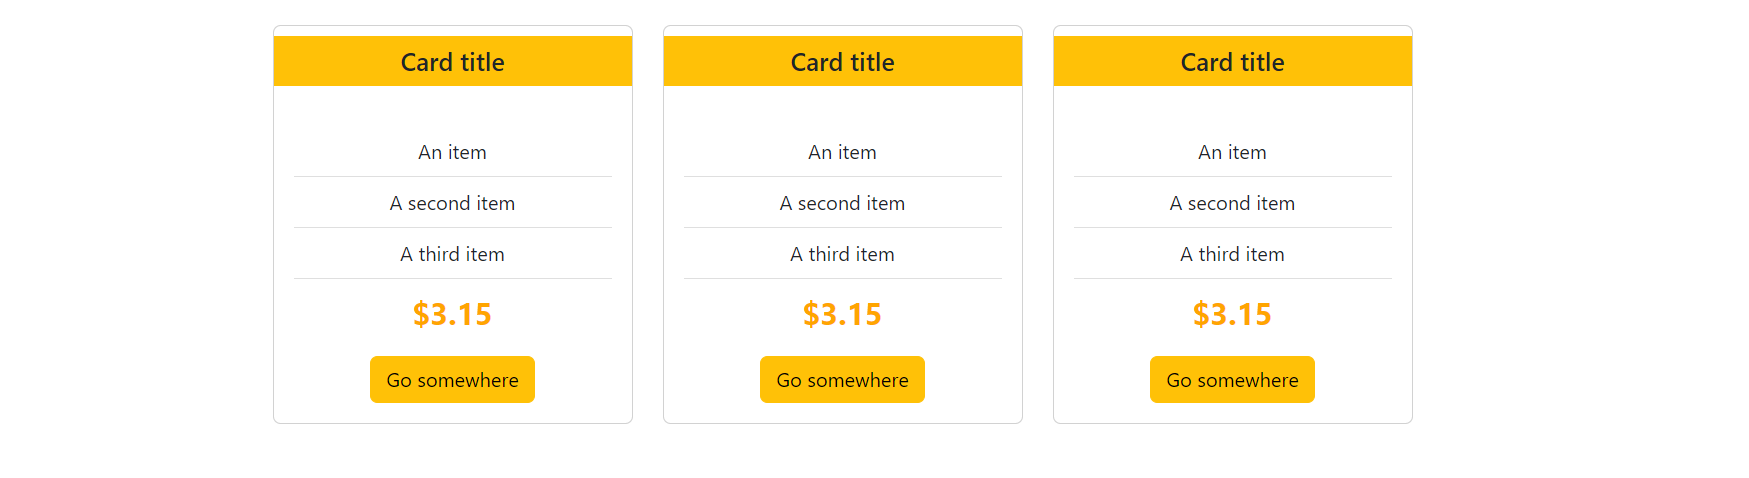 Card title
An item
A second item
A third item
$3.15
Go somewhere
Card title
An item
A second item
A third item
$3.15
Go somewhere
Card title
An item
A second item
A third item
$3.15
Go somewhere